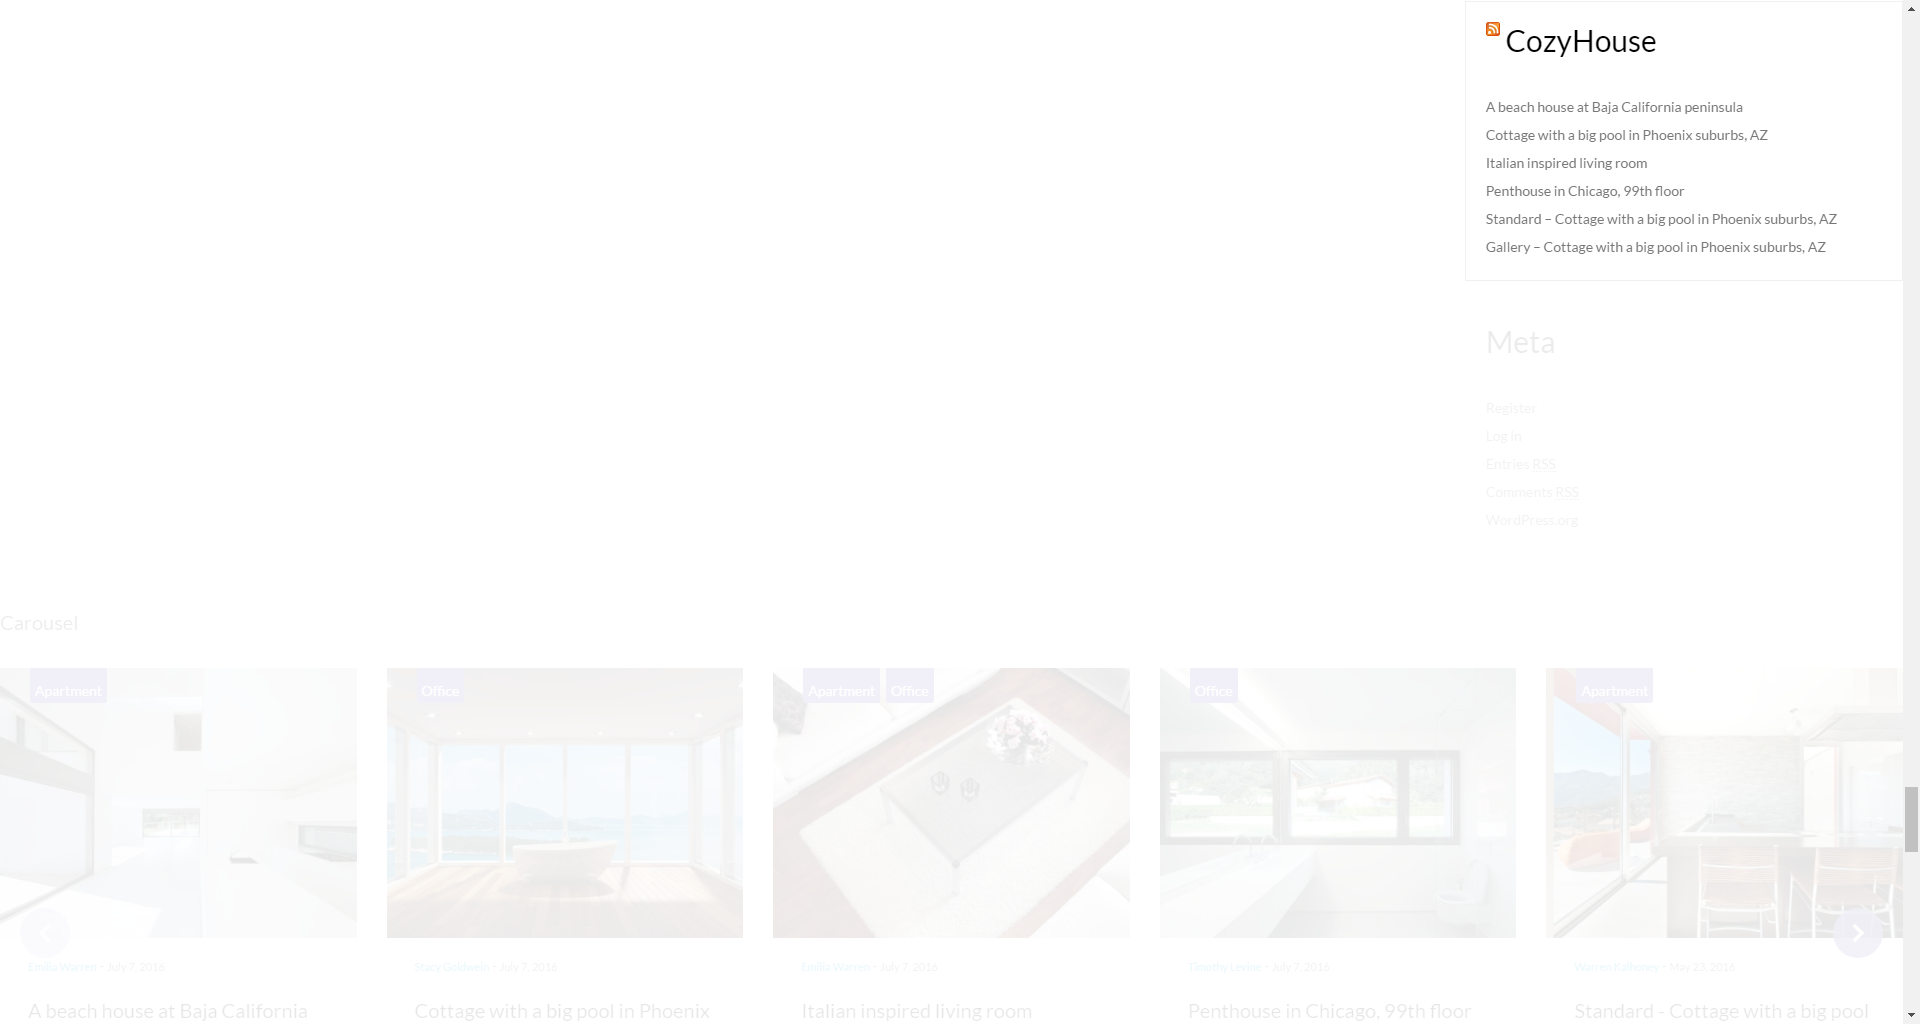 CozyHouse
A beach house at Baja California peninsula
Cottage with a big pool in Phoenix suburbs, AZ
Italian inspired living room
Penthouse in Chicago, 99th floor
Standard – Cottage with a big pool in Phoenix suburbs, AZ
Gallery – Cottage with a big pool in Phoenix suburbs, AZ
Meta
Register
Log in
Entries RSS
Comments RSS
WordPress.org
Carousel
Apartment
Office
Apartment Office
Office
Apartment
Emilia Warren - July 7, 2016
Stacy Goldwein - July 7, 2016
Emilia Warren - July 7, 2016
Timothy Levine - July 7, 2016
Warren Kalhoney - May 23, 2016
A beach house at Baja California
Cottage with a big pool in Phoenix
Italian inspired living room
Penthouse in Chicago, 99th floor
Standard - Cottage with a big pool